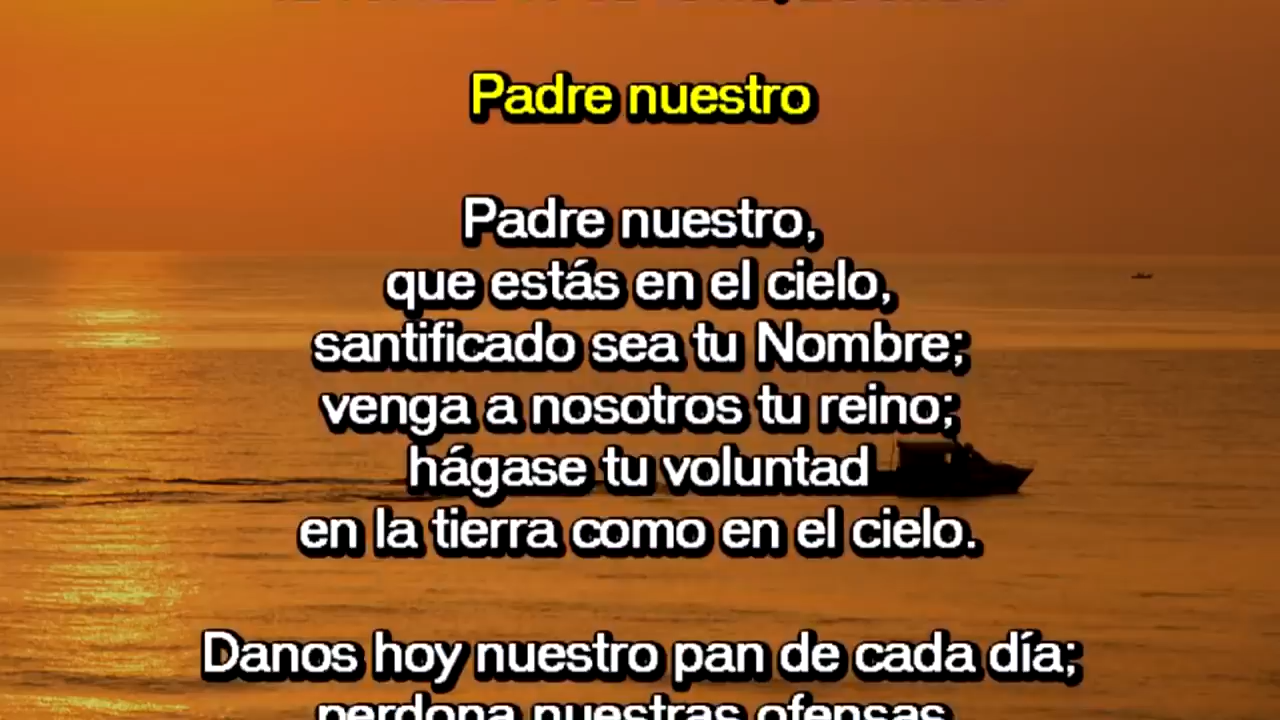 Padre nuestro
Padre nuestro,
que estás en el cielo,
santificado sea tu Nombre;
venga a nosotros tu reino;
hágase tu voluntad
en la tierra como en el cielo.
Danos hoy nuestro pan de cada día;
perdona nuestras ofensas,